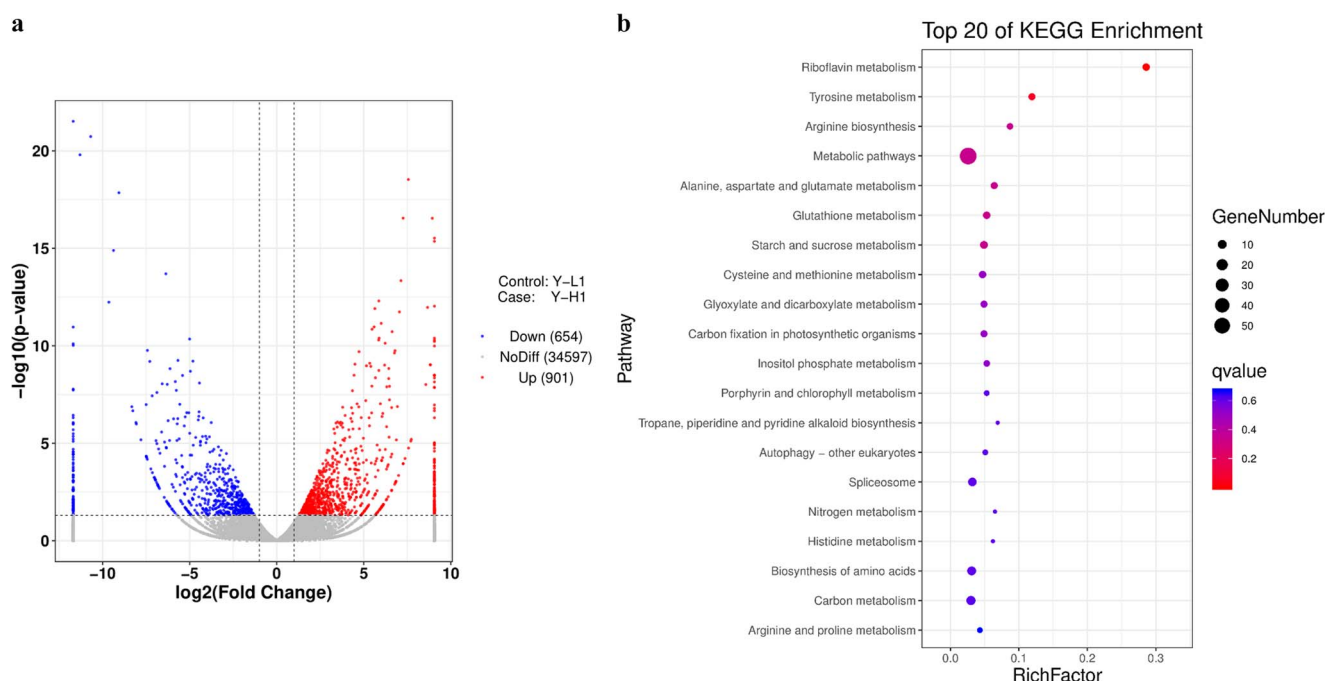 a
20
15
10
5
0
-log10(p-value)
−10
−5
0
5
10
log2(Fold Change)
Control: Y-L1
Case: Y-H1
Down (654)
NoDiff (34597)
Up (901)
b
Top 20 of KEGG Enrichment
Pathway
Riboflavin metabolism
Tyrosine metabolism
Arginine biosynthesis
Metabolic pathways
Alanine, aspartate and glutamate metabolism
Glutathione metabolism
Starch and sucrose metabolism
Cysteine and methionine metabolism
Glyoxylate and dicarboxylate metabolism
Carbon fixation in photosynthetic organisms
Inositol phosphate metabolism
Porphyrin and chlorophyll metabolism
Tropane, piperidine and pyridine alkaloid biosynthesis
Autophagy − other eukaryotes
Spliceosome
Nitrogen metabolism
Histidine metabolism
Biosynthesis of amino acids
Carbon metabolism
Arginine and proline metabolism
0.0
0.1
0.2
0.3
RichFactor
GeneNumber
10
20
30
40
50
qvalue
0.6
0.4
0.2